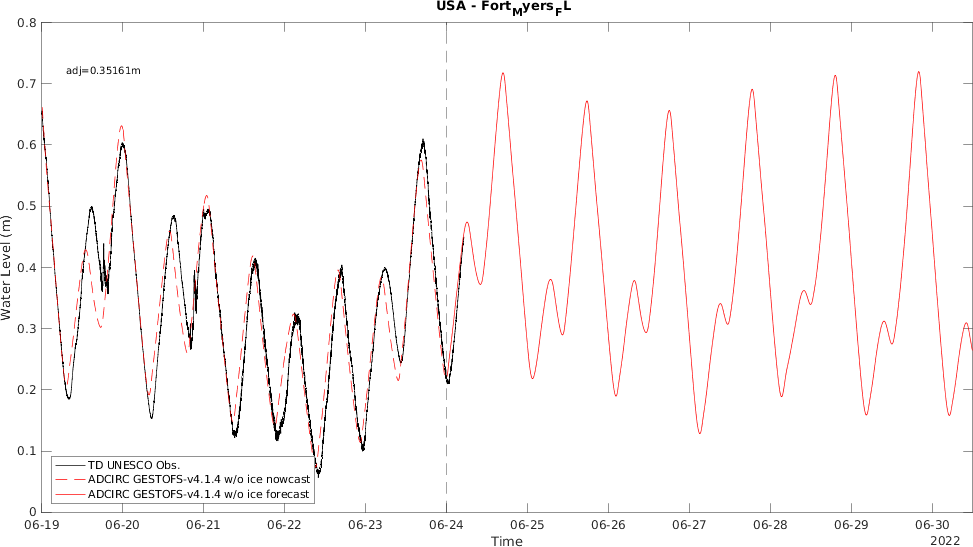 USA - FortMyersFL
adj=0.35161m
Water Level (m)
0.8
0.7
0.6
0.5
0.4
0.3
0.2
0.1
0
TD UNESCO Obs.
ADCIRC GESTOFS-v4.1.4 w/o ice nowcast
ADCIRC GESTOFS-v4.1.4 w/o ice forecast
06-19 06-20 06-21 06-22 06-23 06-24 06-25 06-26 06-27 06-28 06-29 06-30
Time
2022